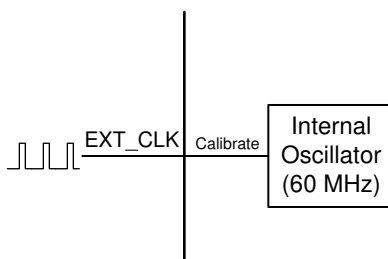 EXT_CLK
Calibrate
Internal
Oscillator
(60 MHz)